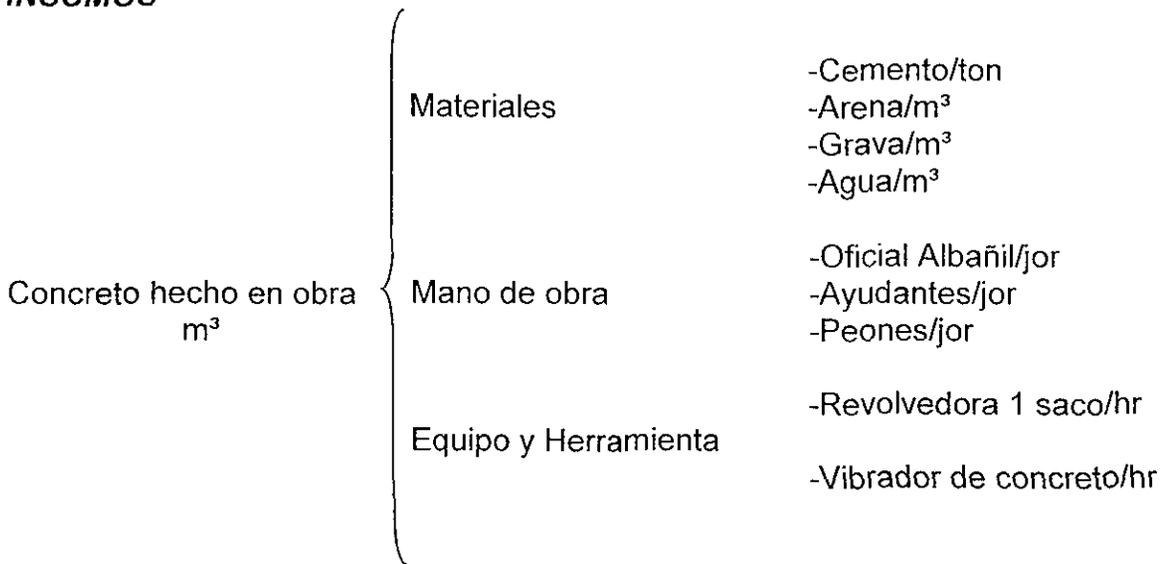 Materiales
-Cemento/ton
-Arena/m³
-Grava/m³
-Agua/m³
Concreto hecho en obra
m³
Mano de obra
-Oficial Albañil/jor
-Ayudantes/jor
-Peones/jor
Equipo y Herramienta
-Revolvedora 1 saco/hr
-Vibrador de concreto/hr